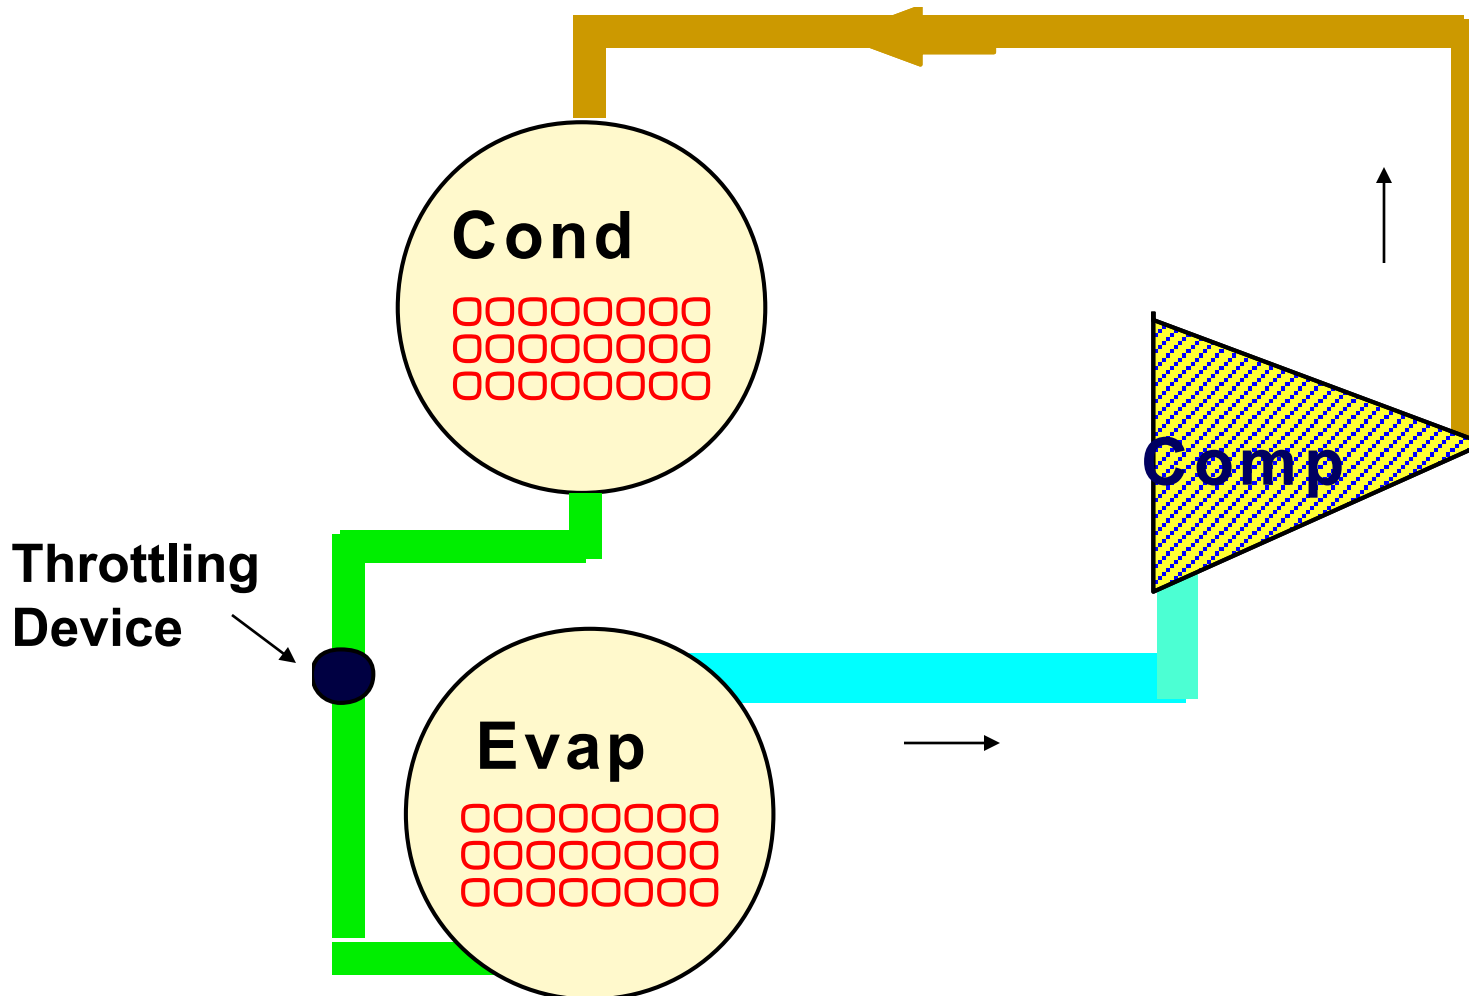 Cond
Comp
Throttling
Device
Evap